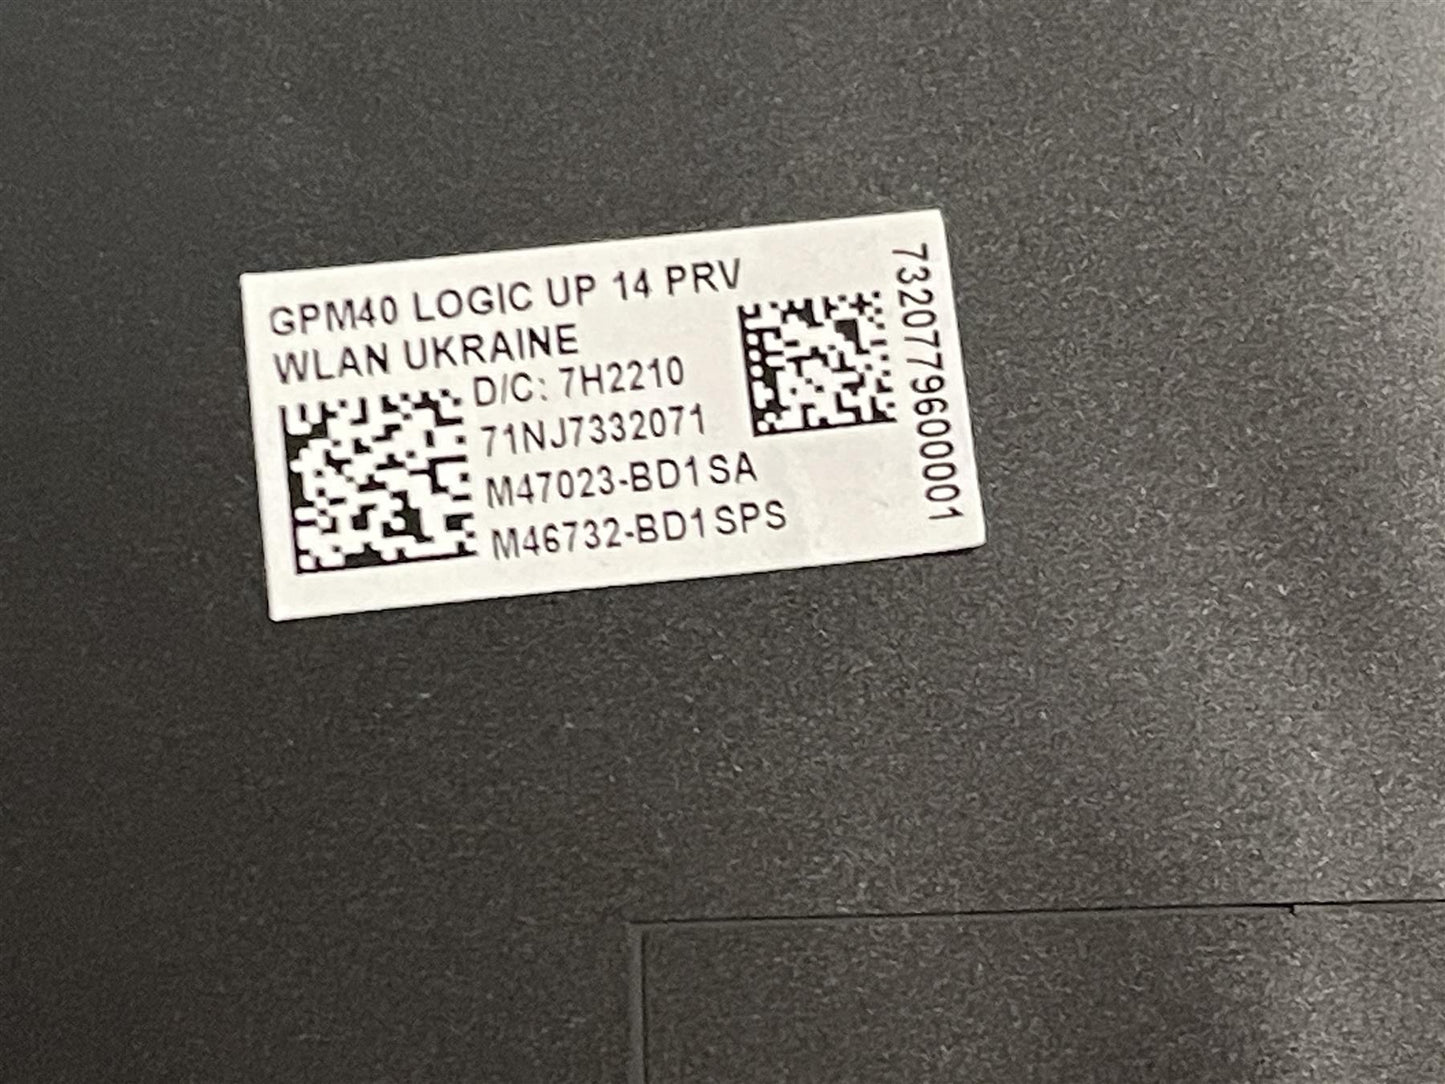 GPM40 LOGIC UP 14 PRV
WLAN UKRAINE
D/C: 7H2210
71NJ7332071
M47023-BD1SA
M46732-BD1SPS
7320779600001